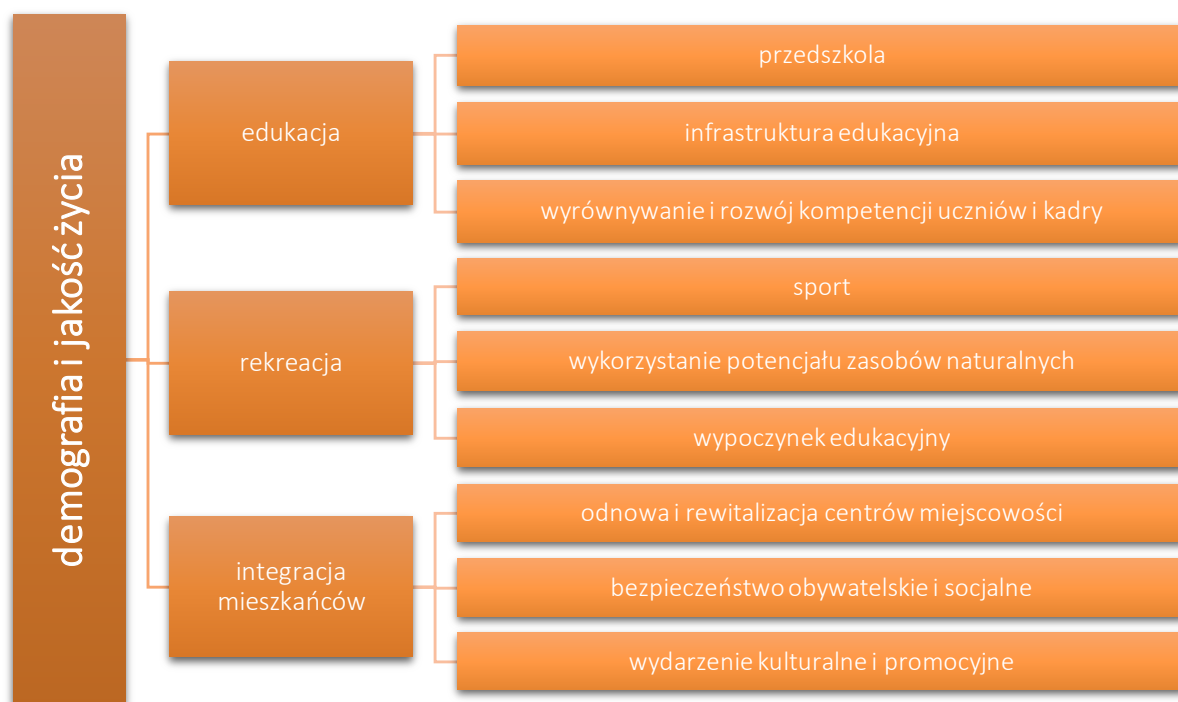 demografia i jakość życia
edukacja
przedszkola
infrastruktura edukacyjna
wyrównywanie i rozwój kompetencji uczniów i kadry
rekreacja
sport
wykorzystanie potencjału zasobów naturalnych
wypoczynek edukacyjny
integracja
mieszkańców
odnowa i rewitalizacja centrów miejscowości
bezpieczeństwo obywatelskie i socjalne
wydarzenie kulturalne i promocyjne